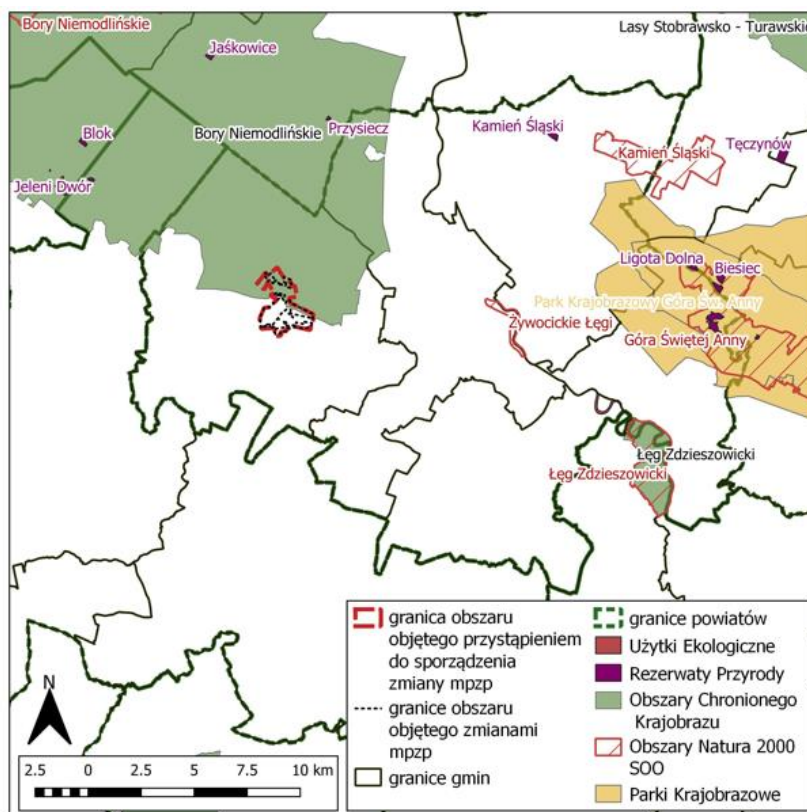 Bory Niemodlińskie
Lasy Stobrawsko - Turawskie
Jaśkowice
Blok
Bory Niemodlińskie
Przysiecz
Kamień Śląski
Kamień Śląski
Tęczynów
Jeleni Dwór
Ligota Dolna
Biesiec
Park Krajobrazowy Góra Św. Anny
Żywocickie Łęgi
Góra Świętej Anny
Łęg Zdzieszowicki
Łęg Zdzieszowicki
granica obszaru
objętego przystąpieniem
do sporządzenia
zmiany mpzp
granice obszaru
objętego zmianami
mpzp
granice gmin
granice powiatów
Użytki Ekologiczne
Rezerwaty Przyrody
Obszary Chronionego
Krajobrazu
Obszary Natura 2000
SOO
Parki Krajobrazowe
N
2.5 0 2.5 5 7.5 10 km